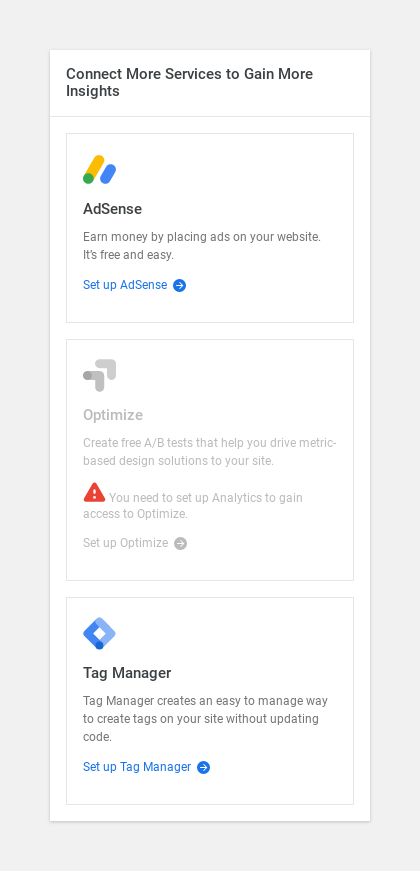 Connect More Services to Gain More
Insights
AdSense
Earn money by placing ads on your website.
It's free and easy.
Set up AdSense
Optimize
Create free A/B tests that help you drive metric-
based design solutions to your site.
You need to set up Analytics to gain
access to Optimize.
Set up Optimize
Tag Manager
Tag Manager creates an easy to manage way
to create tags on your site without updating
code.
Set up Tag Manager